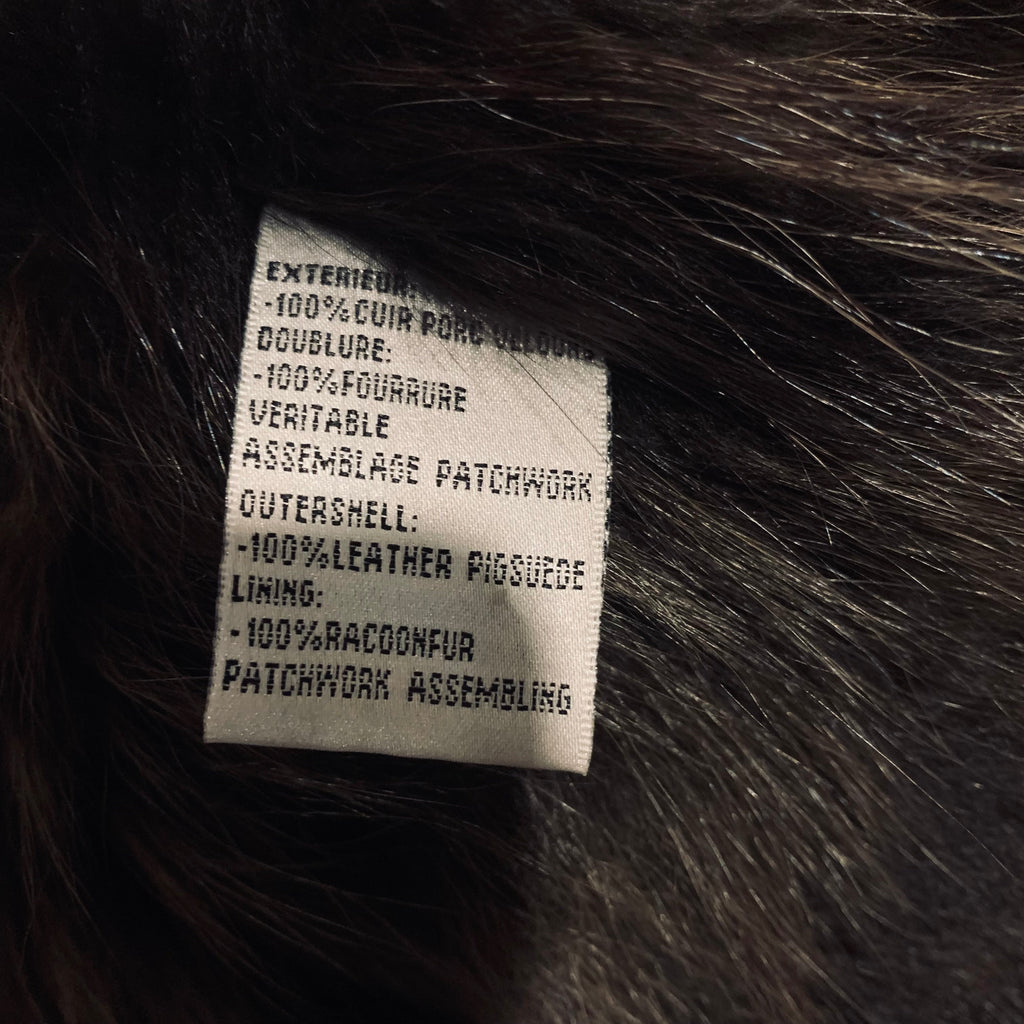 EXTERIEUR:
-100%CUIR PORC VELOURS
DOUBLURE:
-100%FOURRURE
VERITABLE
ASSEMBLAGE PATCHWORK
OUTERSHELL:
-100%LEATHER PIGSUEDE
LINING:
-100%RACOONFUR
PATCHWORK ASSEMBLING